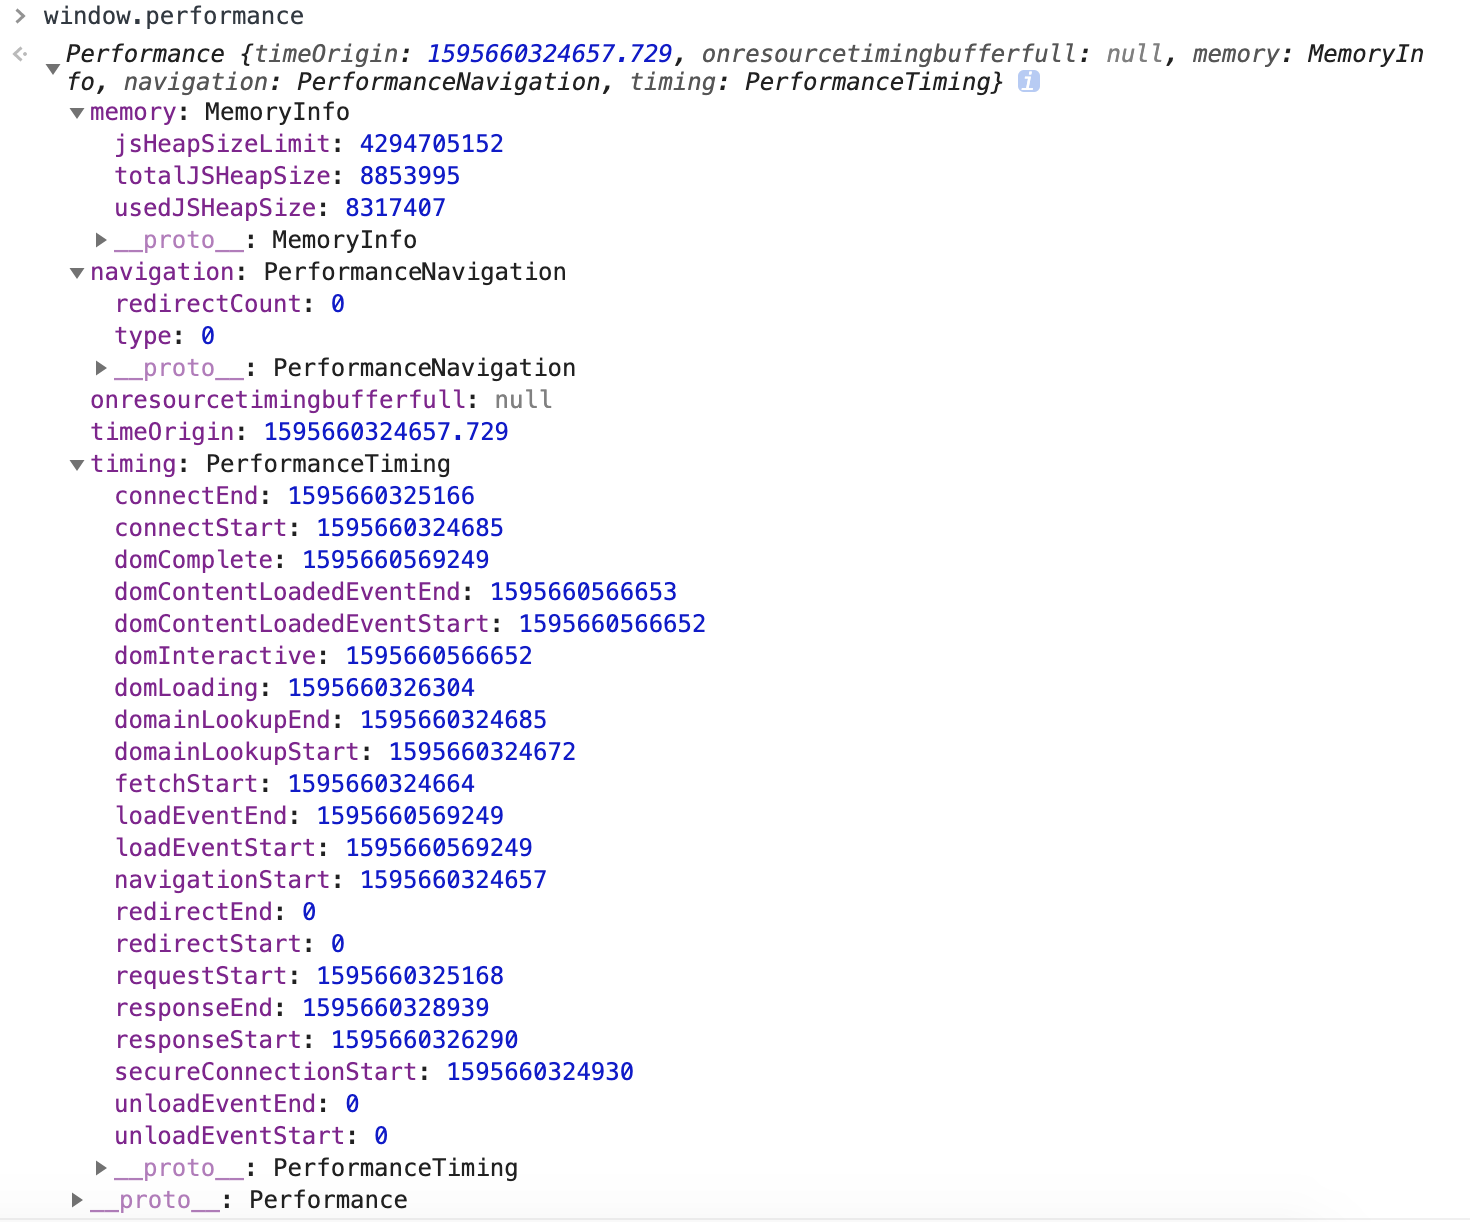 window.performance
Performance {timeOrigin: 1595660324657.729, onresourcetimingbufferfull: null, memory: MemoryIn
fo, navigation: PerformanceNavigation, timing: PerformanceTiming} i
memory: MemoryInfo
jsHeapSizeLimit: 4294705152
totalJSHeapSize: 8853995
usedJSHeapSize: 8317407
__proto__: MemoryInfo
navigation: PerformanceNavigation
redirectCount: 0
type: 0
__proto__: PerformanceNavigation
onresourcetimingbufferfull: null
timeOrigin: 1595660324657.729
timing: PerformanceTiming
connectEnd: 1595660325166
connectStart: 1595660324685
domComplete: 1595660569249
domContentLoadedEventEnd: 1595660566653
domContentLoadedEventStart: 1595660566652
domInteractive: 1595660566652
domLoading: 1595660326304
domainLookupEnd: 1595660324685
domainLookupStart: 1595660324672
fetchStart: 1595660324664
loadEventEnd: 1595660569249
loadEventStart: 1595660569249
navigationStart: 1595660324657
redirectEnd: 0
redirectStart: 0
requestStart: 1595660325168
responseEnd: 1595660328939
responseStart: 1595660326290
secureConnectionStart: 1595660324930
unloadEventEnd: 0
unloadEventStart: 0
__proto__: PerformanceTiming
__proto__: Performance